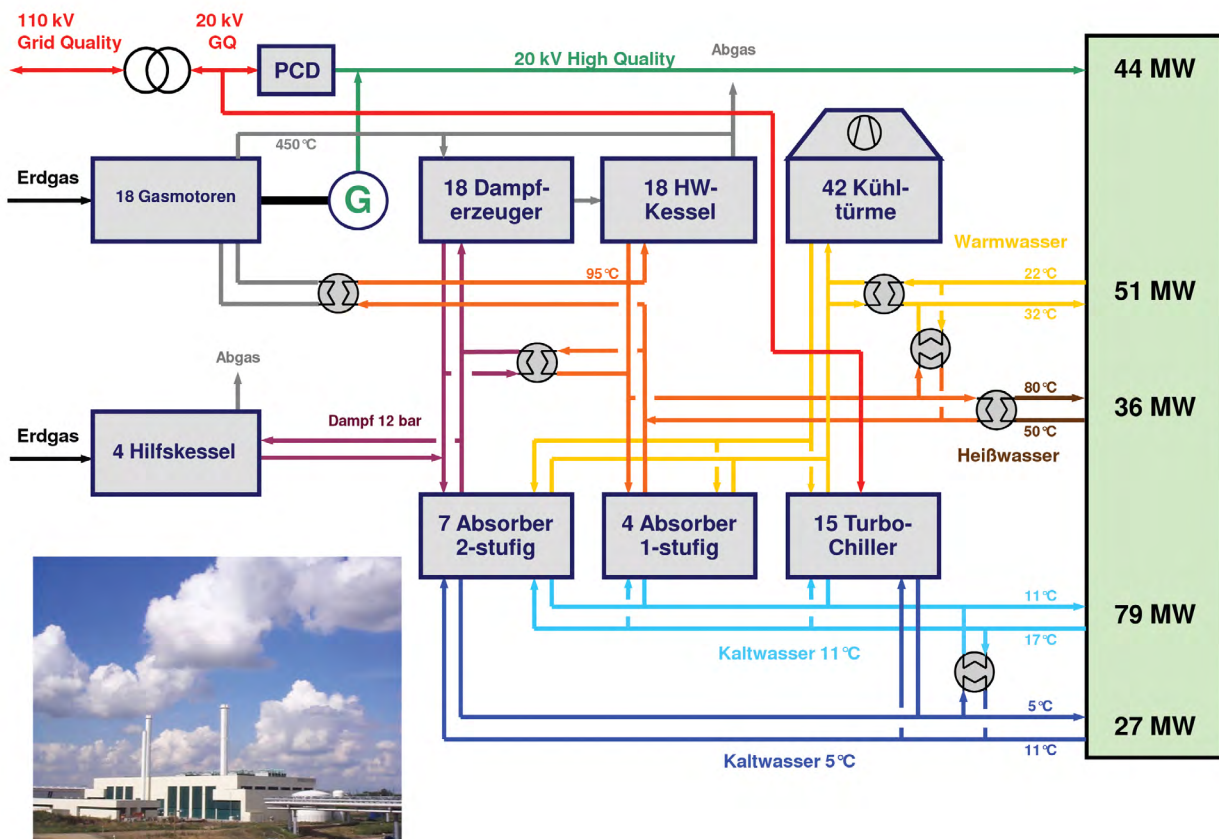 110 kV
Grid Quality
20 kV
GQ
PCD
20 kV High Quality
Abgas
44 MW
450°C
Erdgas
18 Gasmotoren
G
18 Dampf-
erzeuger
18 HW-
Kessel
42 Kühl-
türme
Warmwasser
95°C
22°C
51 MW
32°C
Abgas
80°C
36 MW
50°C
Heißwasser
Erdgas
4 Hilfskessel
Dampf 12 bar
7 Absorber
2-stufig
4 Absorber
1-stufig
15 Turbo-
Chiller
11°C
79 MW
17°C
Kaltwasser 11°C
5°C
27 MW
11°C
Kaltwasser 5°C